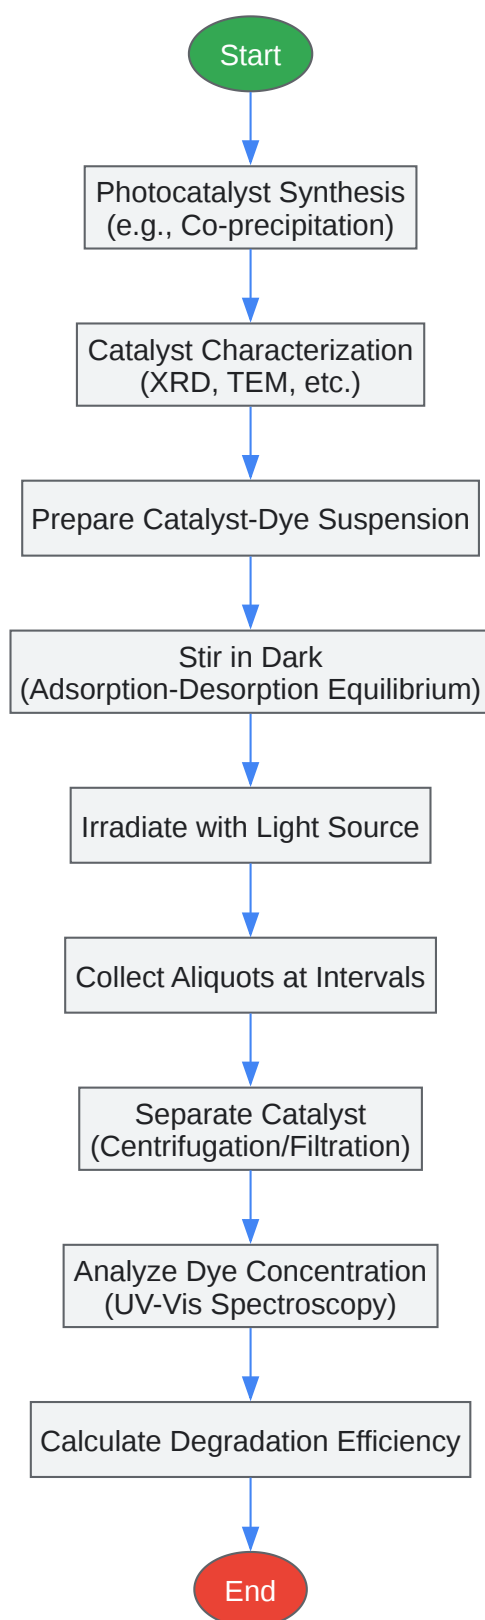 Start
Photocatalyst Synthesis
(e.g., Co-precipitation)
Catalyst Characterization
(XRD, TEM, etc.)
Prepare Catalyst-Dye Suspension
Stir in Dark
(Adsorption-Desorption Equilibrium)
Irradiate with Light Source
Collect Aliquots at Intervals
Separate Catalyst
(Centrifugation/Filtration)
Analyze Dye Concentration
(UV-Vis Spectroscopy)
Calculate Degradation Efficiency
End